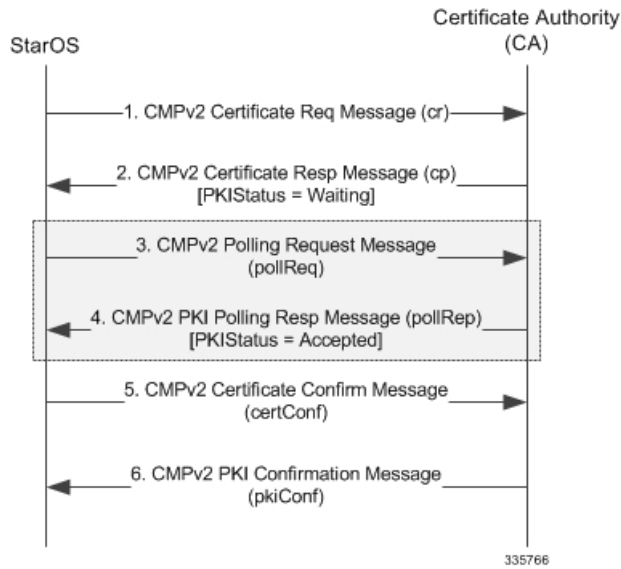 Certificate Authority
(CA)
StarOS
1. CMPv2 Certificate Req Message (cr)
2. CMPv2 Certificate Resp Message (cp)
[PKIStatus = Waiting]
3. CMPv2 Polling Request Message
(pollReq)
4. CMPv2 PKI Polling Resp Message (pollRep)
[PKIStatus = Accepted]
5. CMPv2 Certificate Confirm Message
(certConf)
6. CMPv2 PKI Confirmation Message
(pkiConf)
335766